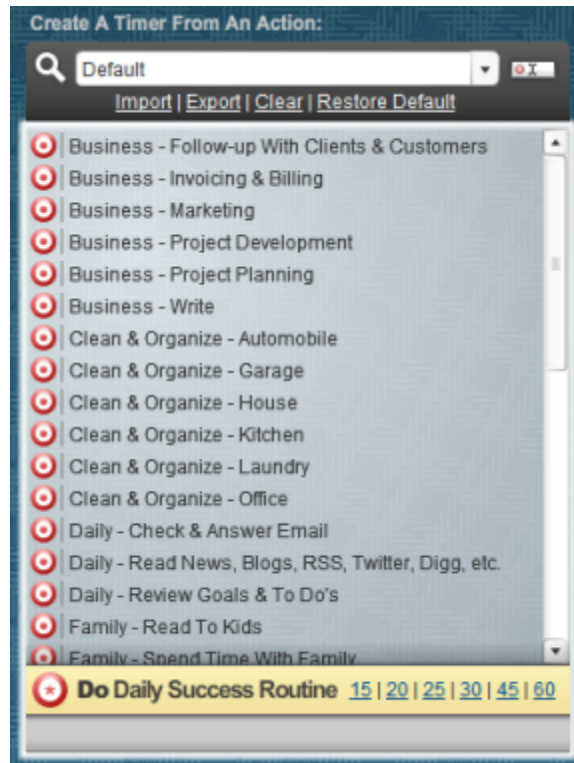 Create A Timer From An Action:
Default
Import | Export | Clear | Restore Default
Business - Follow-up With Clients & Customers
Business - Invoicing & Billing
Business - Marketing
Business - Project Development
Business - Project Planning
Business - Write
Clean & Organize - Automobile
Clean & Organize - Garage
Clean & Organize - House
Clean & Organize - Kitchen
Clean & Organize - Laundry
Clean & Organize - Office
Daily - Check & Answer Email
Daily - Read News, Blogs, RSS, Twitter, Digg, etc.
Daily - Review Goals & To Do's
Family - Read To Kids
Family - Spend Time With Family
Do Daily Success Routine 15 | 20 | 25 | 30 | 45 | 60